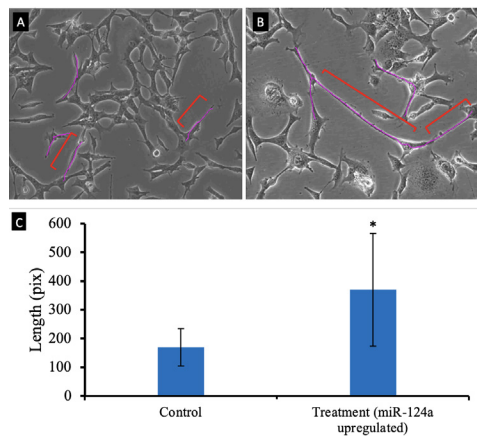 A
B
C
Length (pix)
600
500
400
300
200
100
0
*
Control
Treatment (miR-124a
upregulated)